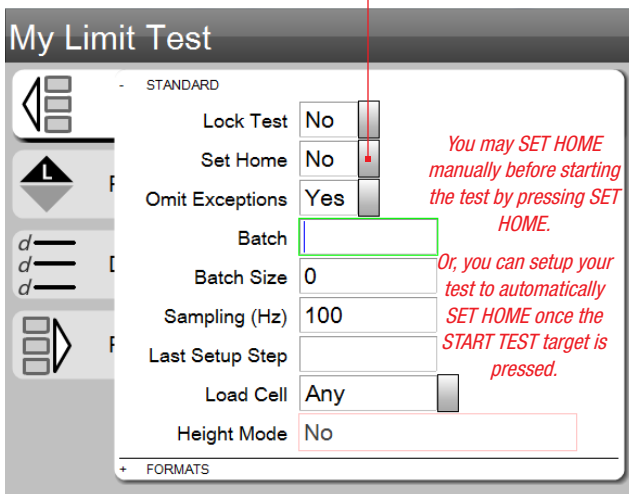 My Limit Test
- STANDARD
Lock Test No
Set Home No
Omit Exceptions Yes
Batch
Batch Size 0
Sampling (Hz) 100
Last Setup Step
Load Cell Any
Height Mode No
+ FORMATS
You may SET HOME
manually before starting
the test by pressing SET
HOME.
Or, you can setup your
test to automatically
SET HOME once the
START TEST target is
pressed.
L
F
d
d
d
D
F